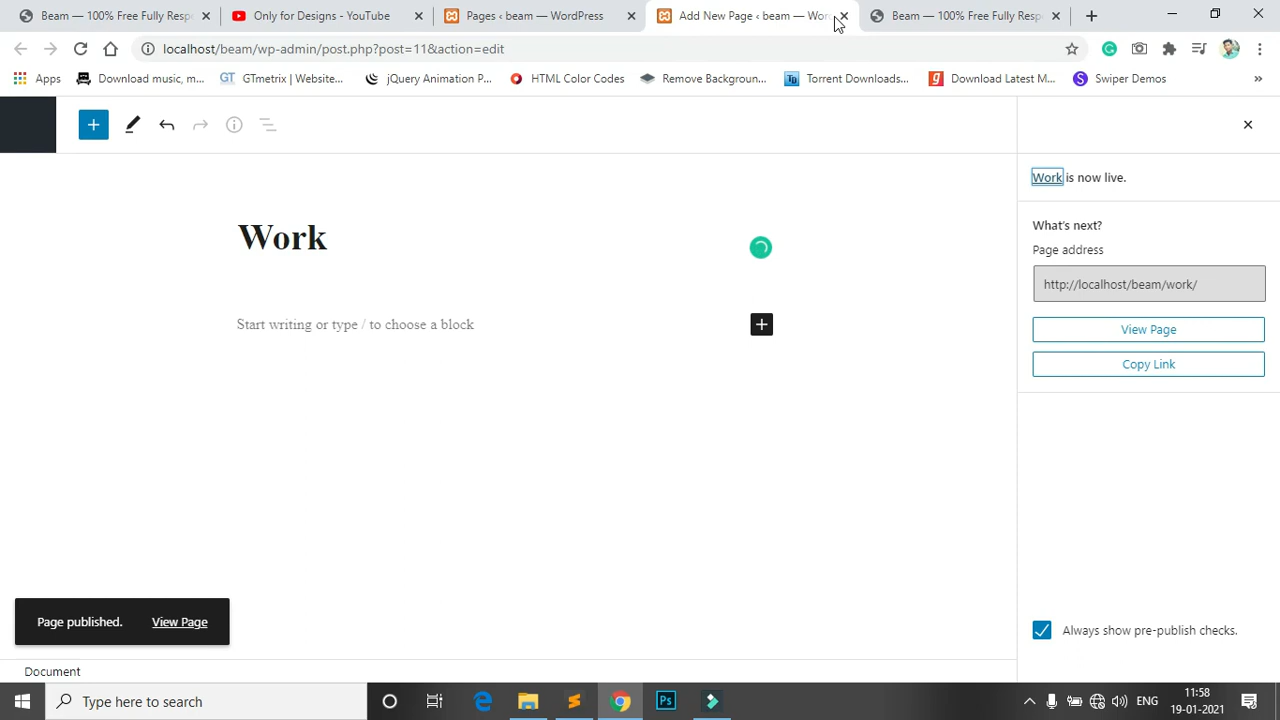 Beam — 100% Free Fully Resp
Only for Designs - YouTube
Pages ‹ beam — WordPress
Add New Page ‹ beam — Wor
Beam — 100% Free Fully Resp
localhost/beam/wp-admin/post.php?post=11&action=edit
Apps
Download music, m...
GT
GTmetrix | Website...
jQuery Animation P...
HTML Color Codes
Remove Backgroun...
Torrent Downloads...
Download Latest M...
S
Swiper Demos
»
Work is now live.
What's next?
Work
Page address
http://localhost/beam/work/
Start writing or type / to choose a block
View Page
Copy Link
Page published.
View Page
Always show pre-publish checks.
Document
Type here to search
Ps
ENG
11:58
19-01-2021